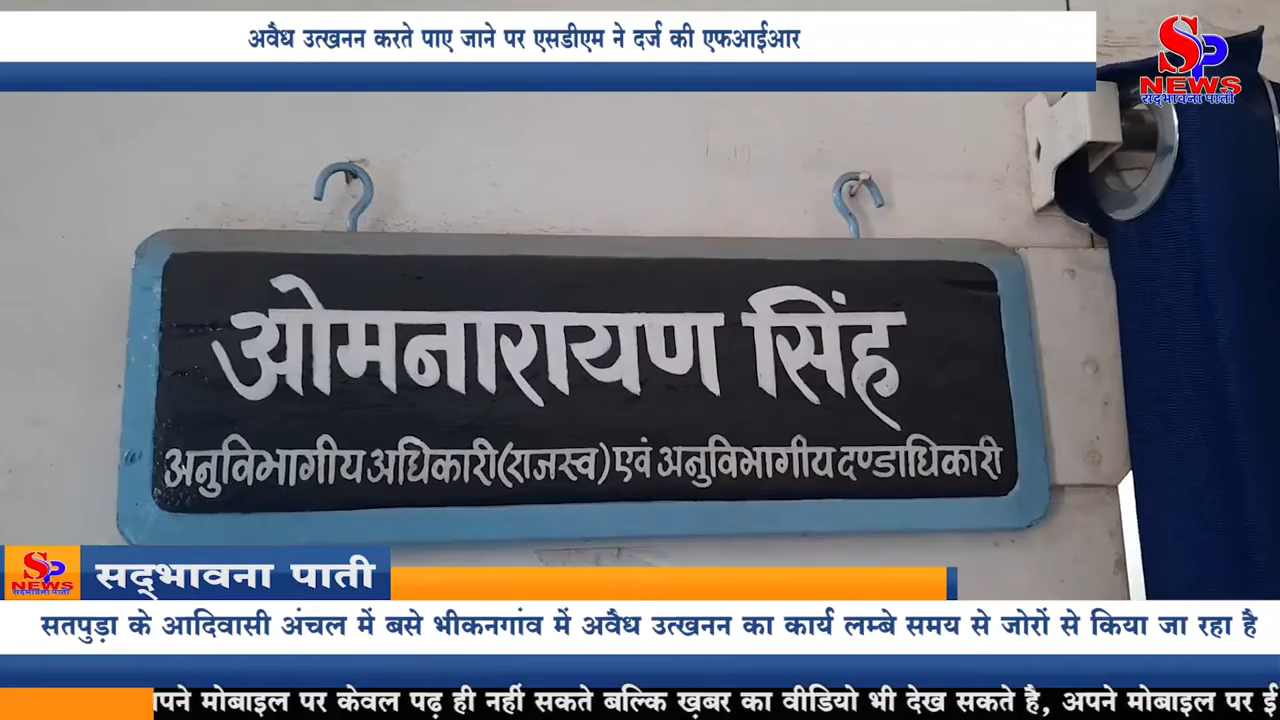 अवैध उत्खनन करते पाए जाने पर एसडीएम ने दर्ज की एफआईआर
SP
NEWS
सद्भावना पाती
ओमनारायण सिंह
अनुविभागीय अधिकारी(राजस्व) एवं अनुविभागीय दण्डाधिकारी
SP
NEWS
सद्भावना पाती
सद्भावना पाती
सतपुड़ा के आदिवासी अंचल में बसे भीकनगांव में अवैध उत्खनन का कार्य लम्बे समय से जोरों से किया जा रहा है
मोबाइल पर केवल पढ़ ही नहीं सकते बल्कि ख़बर का वीडियो भी देख सकते है, अपने मोबाइल पर